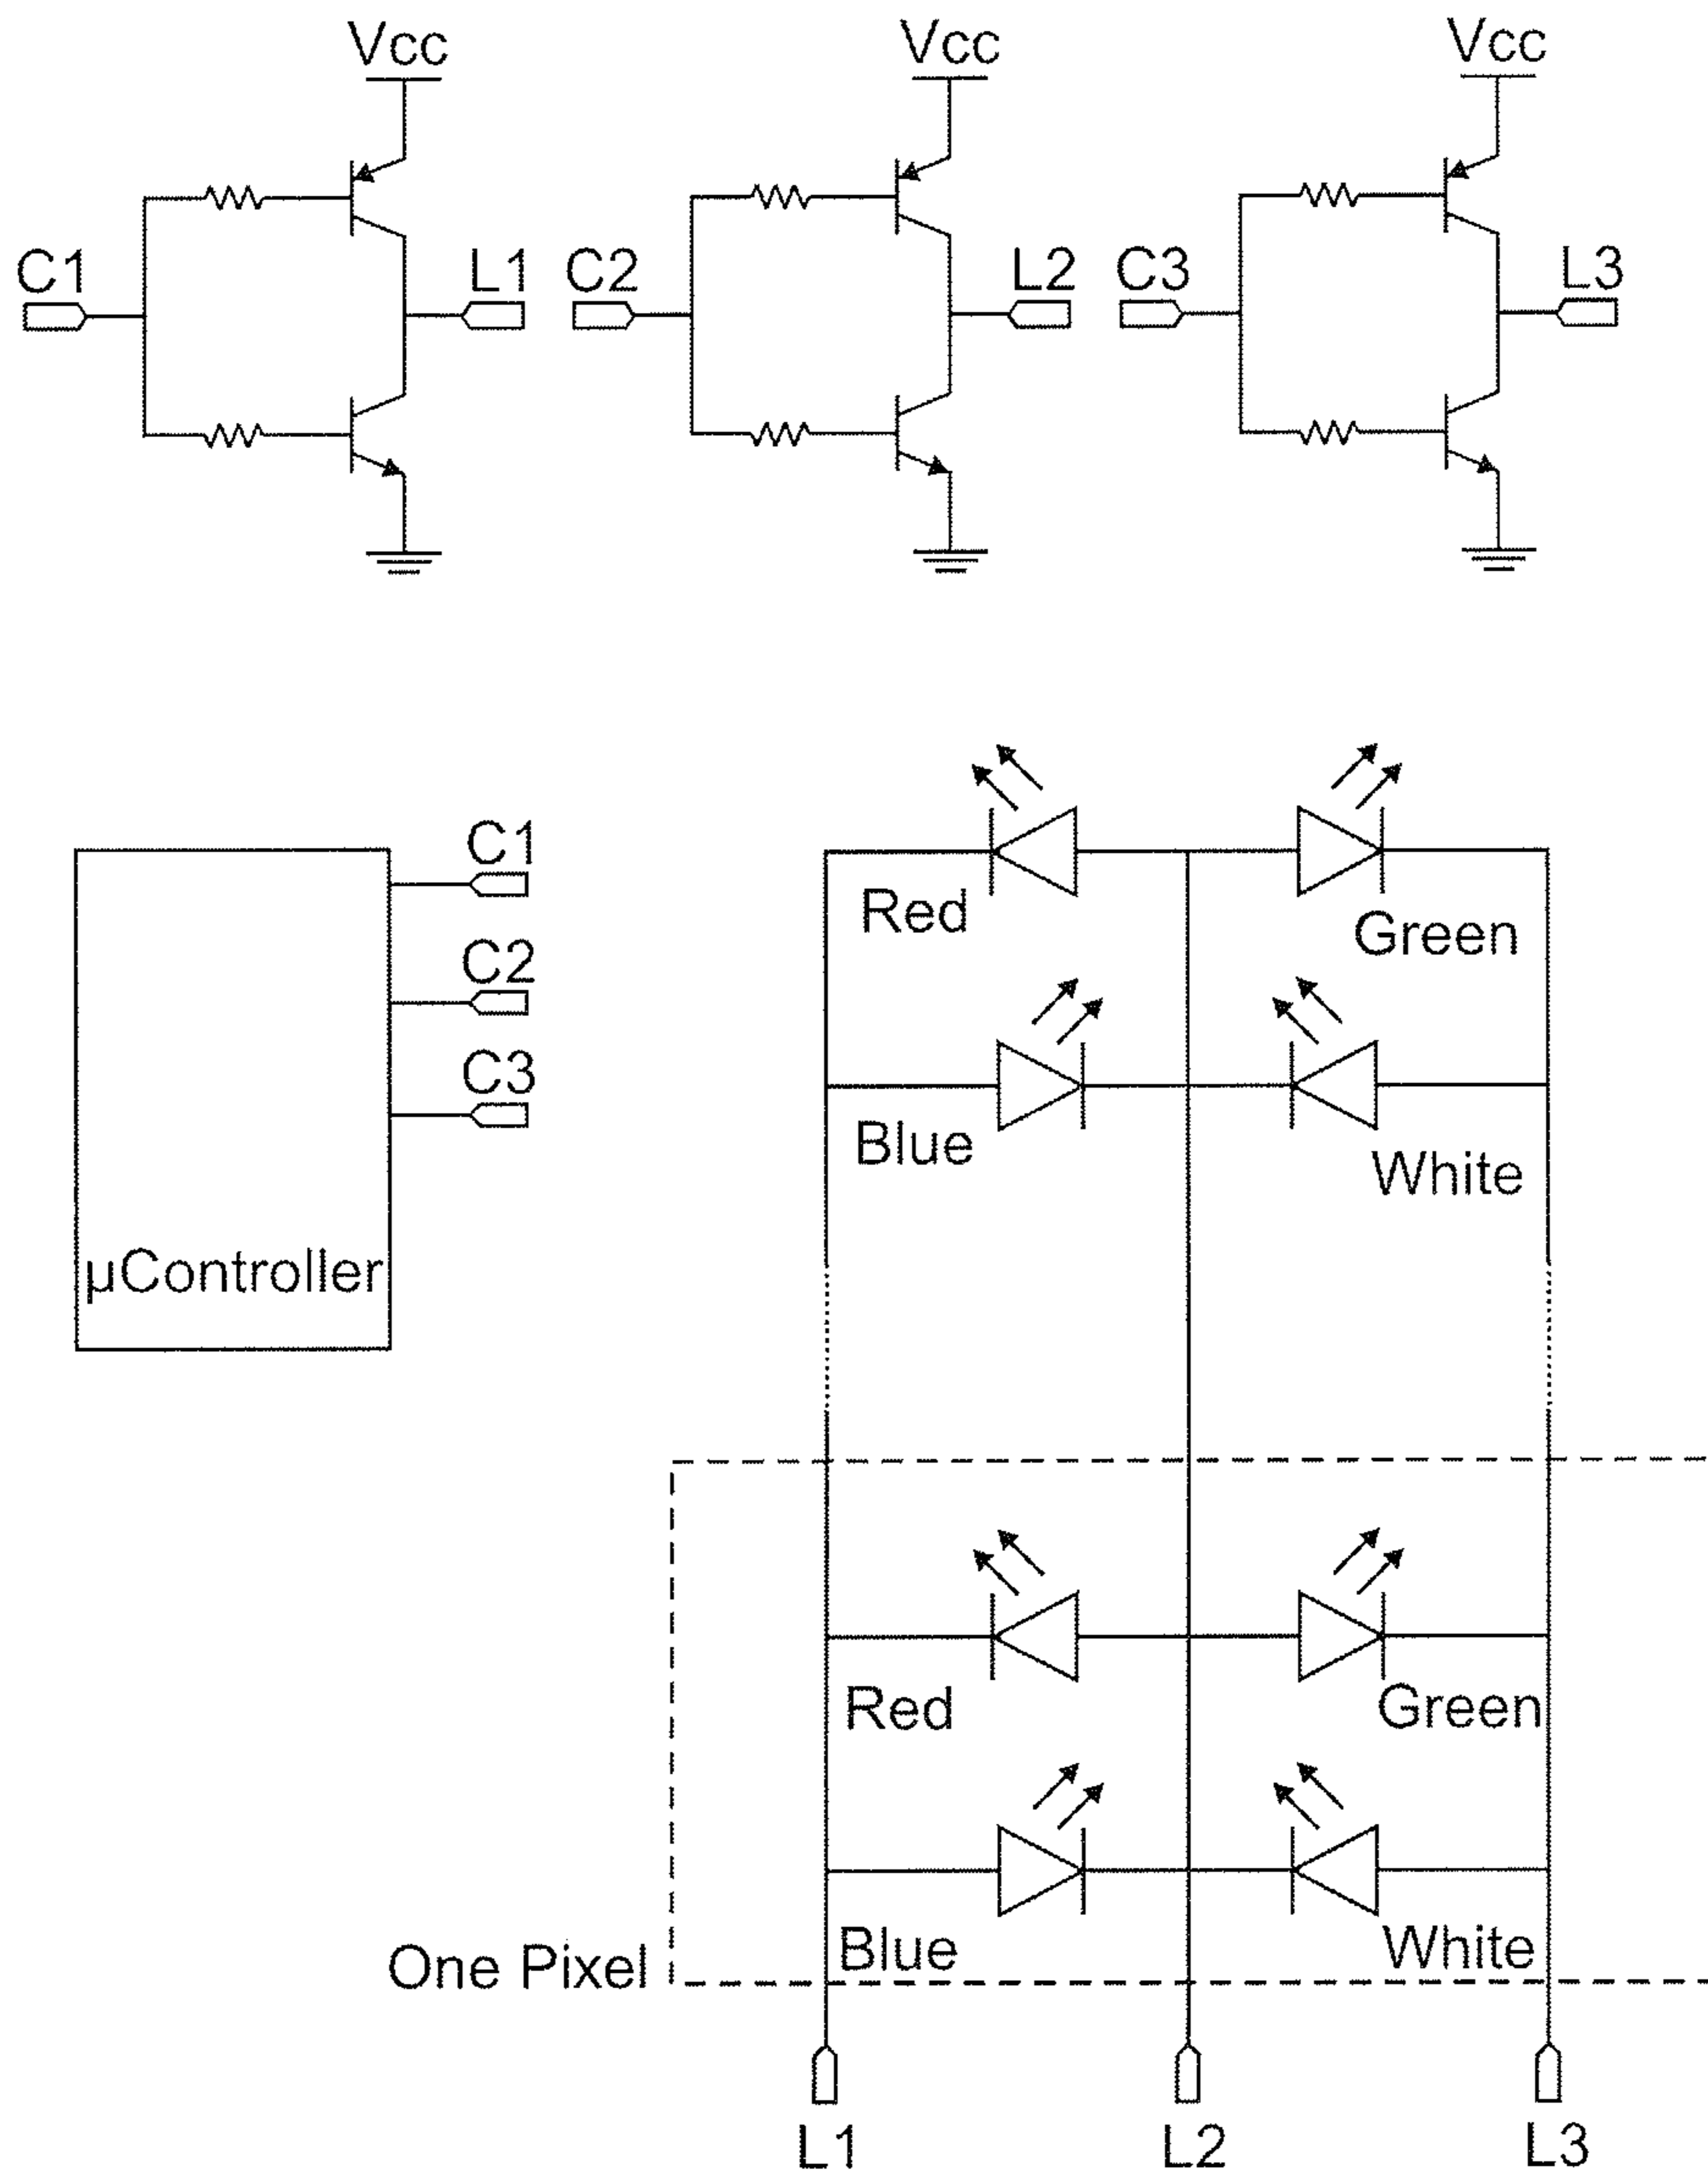 Vcc
Vcc
Vcc
C1
L1
C2
L2
C3
L3
C1
C2
C3
µController
Red
Green
Blue
White
Red
Green
Blue
White
One Pixel
L1
L2
L3